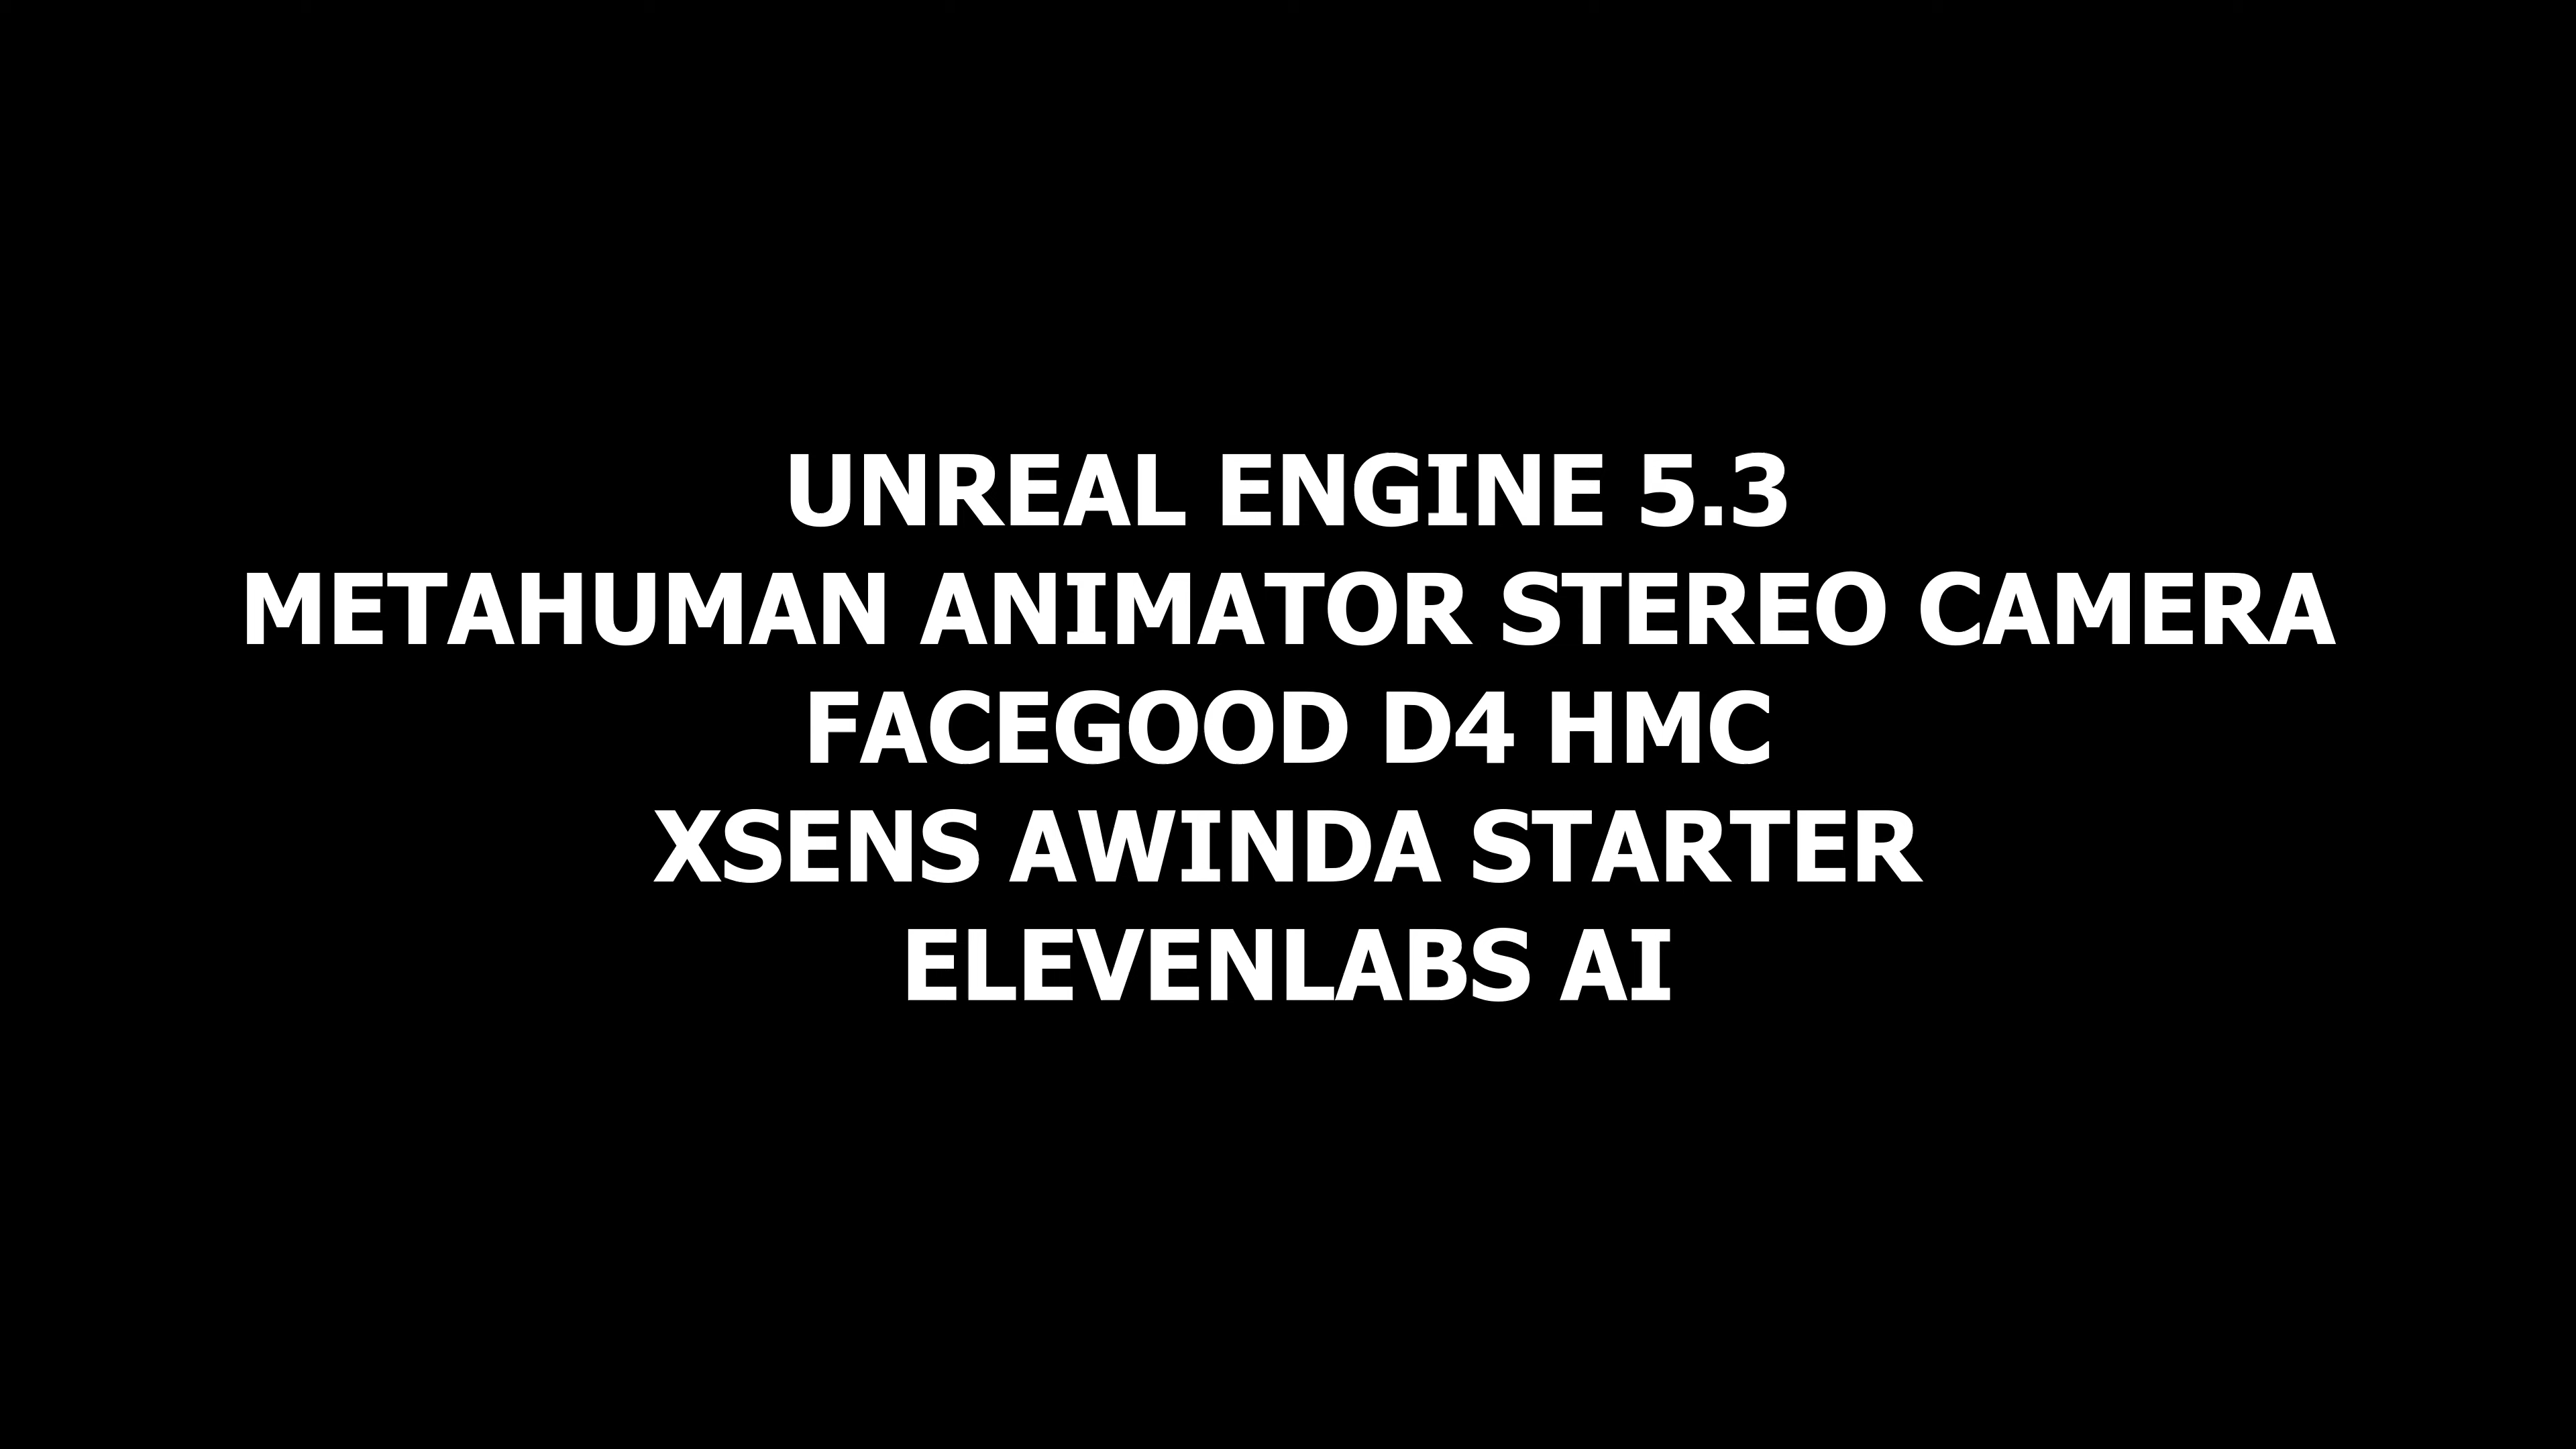 UNREAL ENGINE 5.3
METAHUMAN ANIMATOR STEREO CAMERA
FACEGOOD D4 HMC
XSENS AWINDA STARTER
ELEVENLABS AI